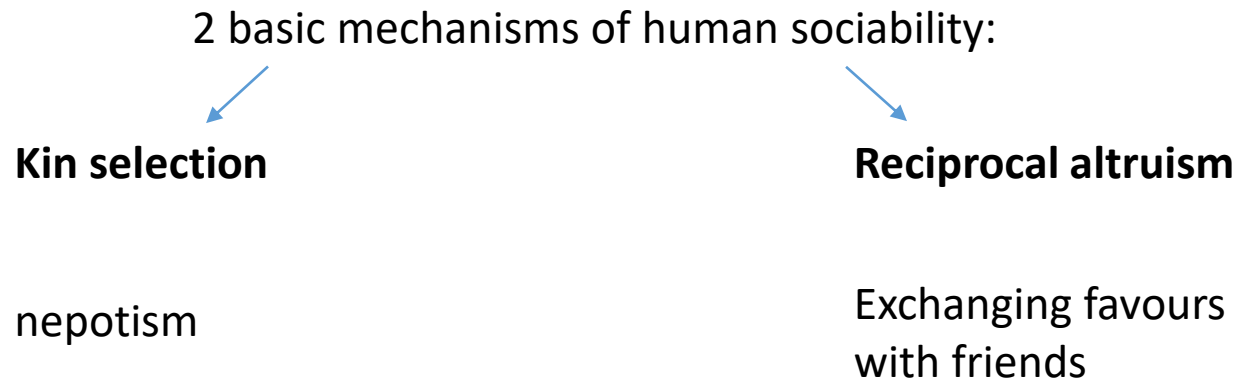 2 basic mechanisms of human sociability:
Kin selection
Reciprocal altruism
nepotism
Exchanging favours
with friends